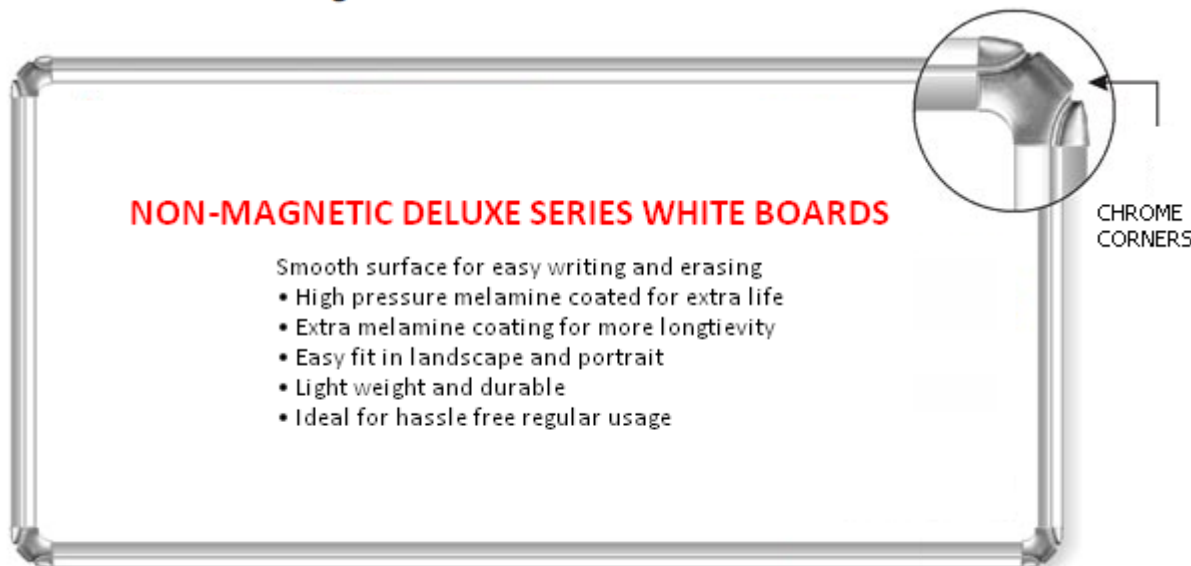 NON-MAGNETIC DELUXE SERIES WHITE BOARDS
Smooth surface for easy writing and erasing
• High pressure melamine coated for extra life
• Extra melamine coating for more longtievity
• Easy fit in landscape and portrait
• Light weight and durable
• Ideal for hassle free regular usage
CHROME
CORNERS